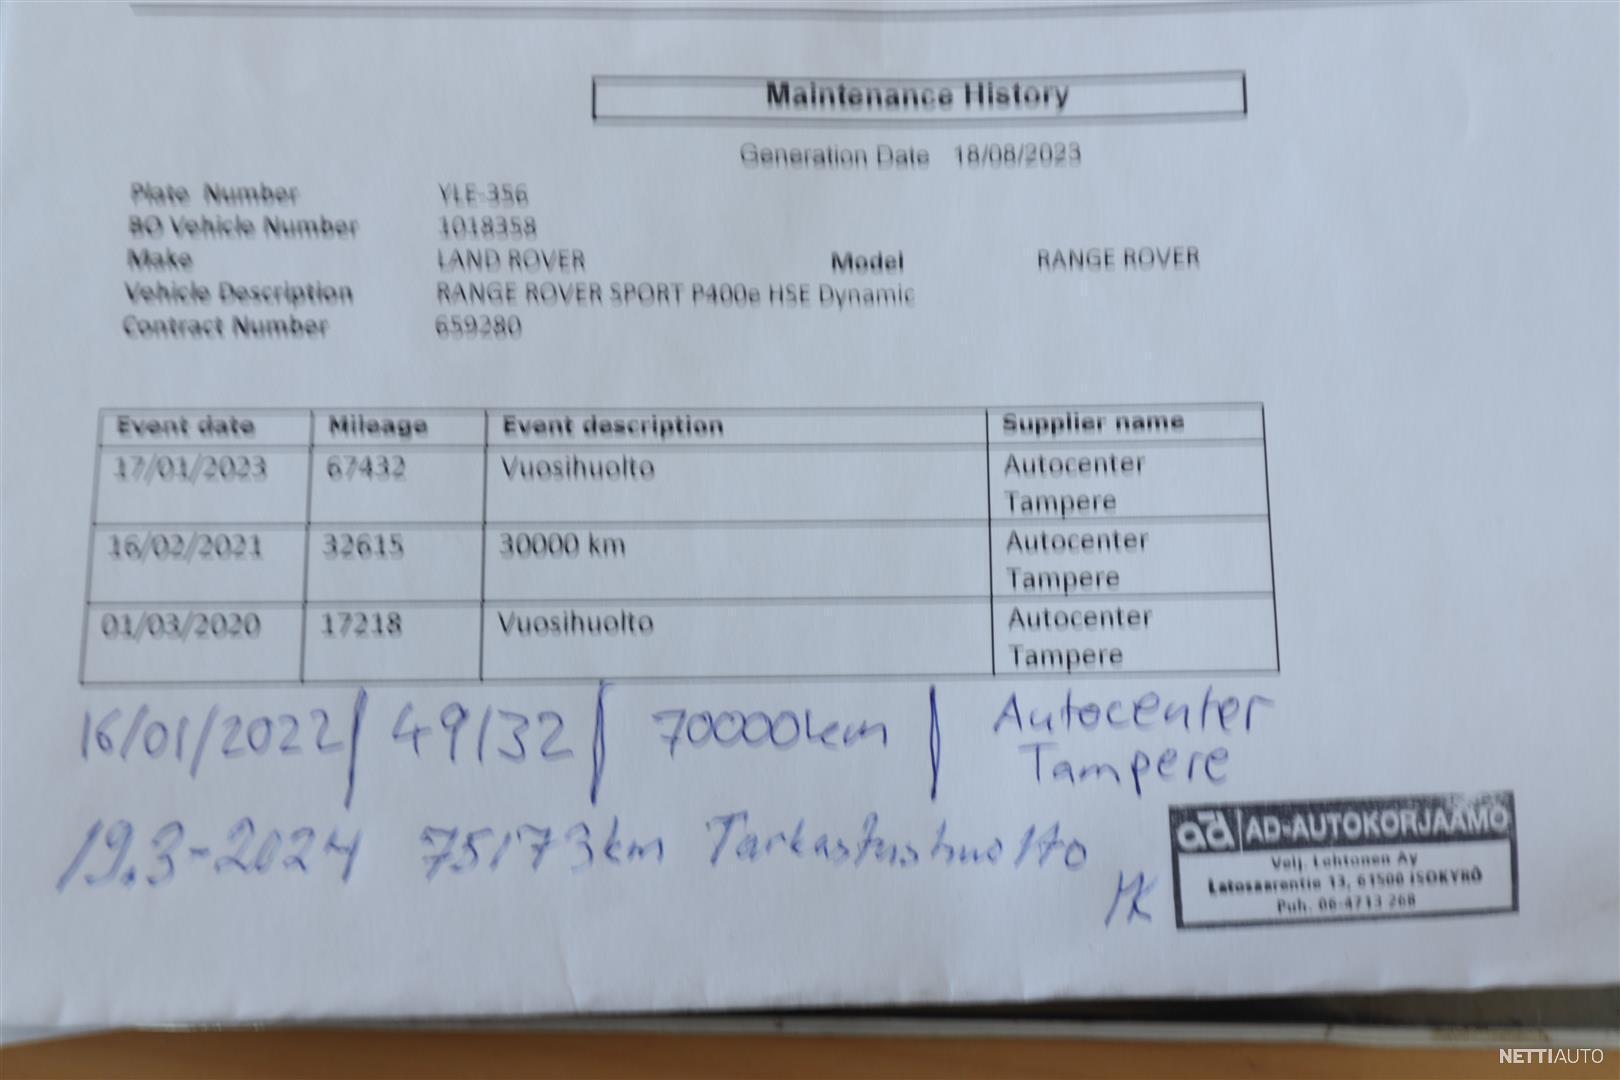 Maintenance History
Generation Date 18/08/2023
Plate Number YLE-356
BO Vehicle Number 1018358
Make LAND ROVER Model RANGE ROVER
Vehicle Description RANGE ROVER SPORT P400e HSE Dynamic
Contract Number 659280
Event date Mileage Event description Supplier name
17/01/2023 67432 Vuosihuolto Autocenter
Tampere
16/02/2021 32615 30000 km Autocenter
Tampere
01/03/2020 17218 Vuosihuolto Autocenter
Tampere
16/01/2022 49132 70000km Autocenter
Tampere
19.3-2024 75173km Tarkastushuolto
MK
ad AD-AUTOKORJAAMO
Velj. Lehtonen Ay
Latosaarentie 13, 61500 ISOKYRÖ
Puh. 06-4713 268
NETTIAUTO